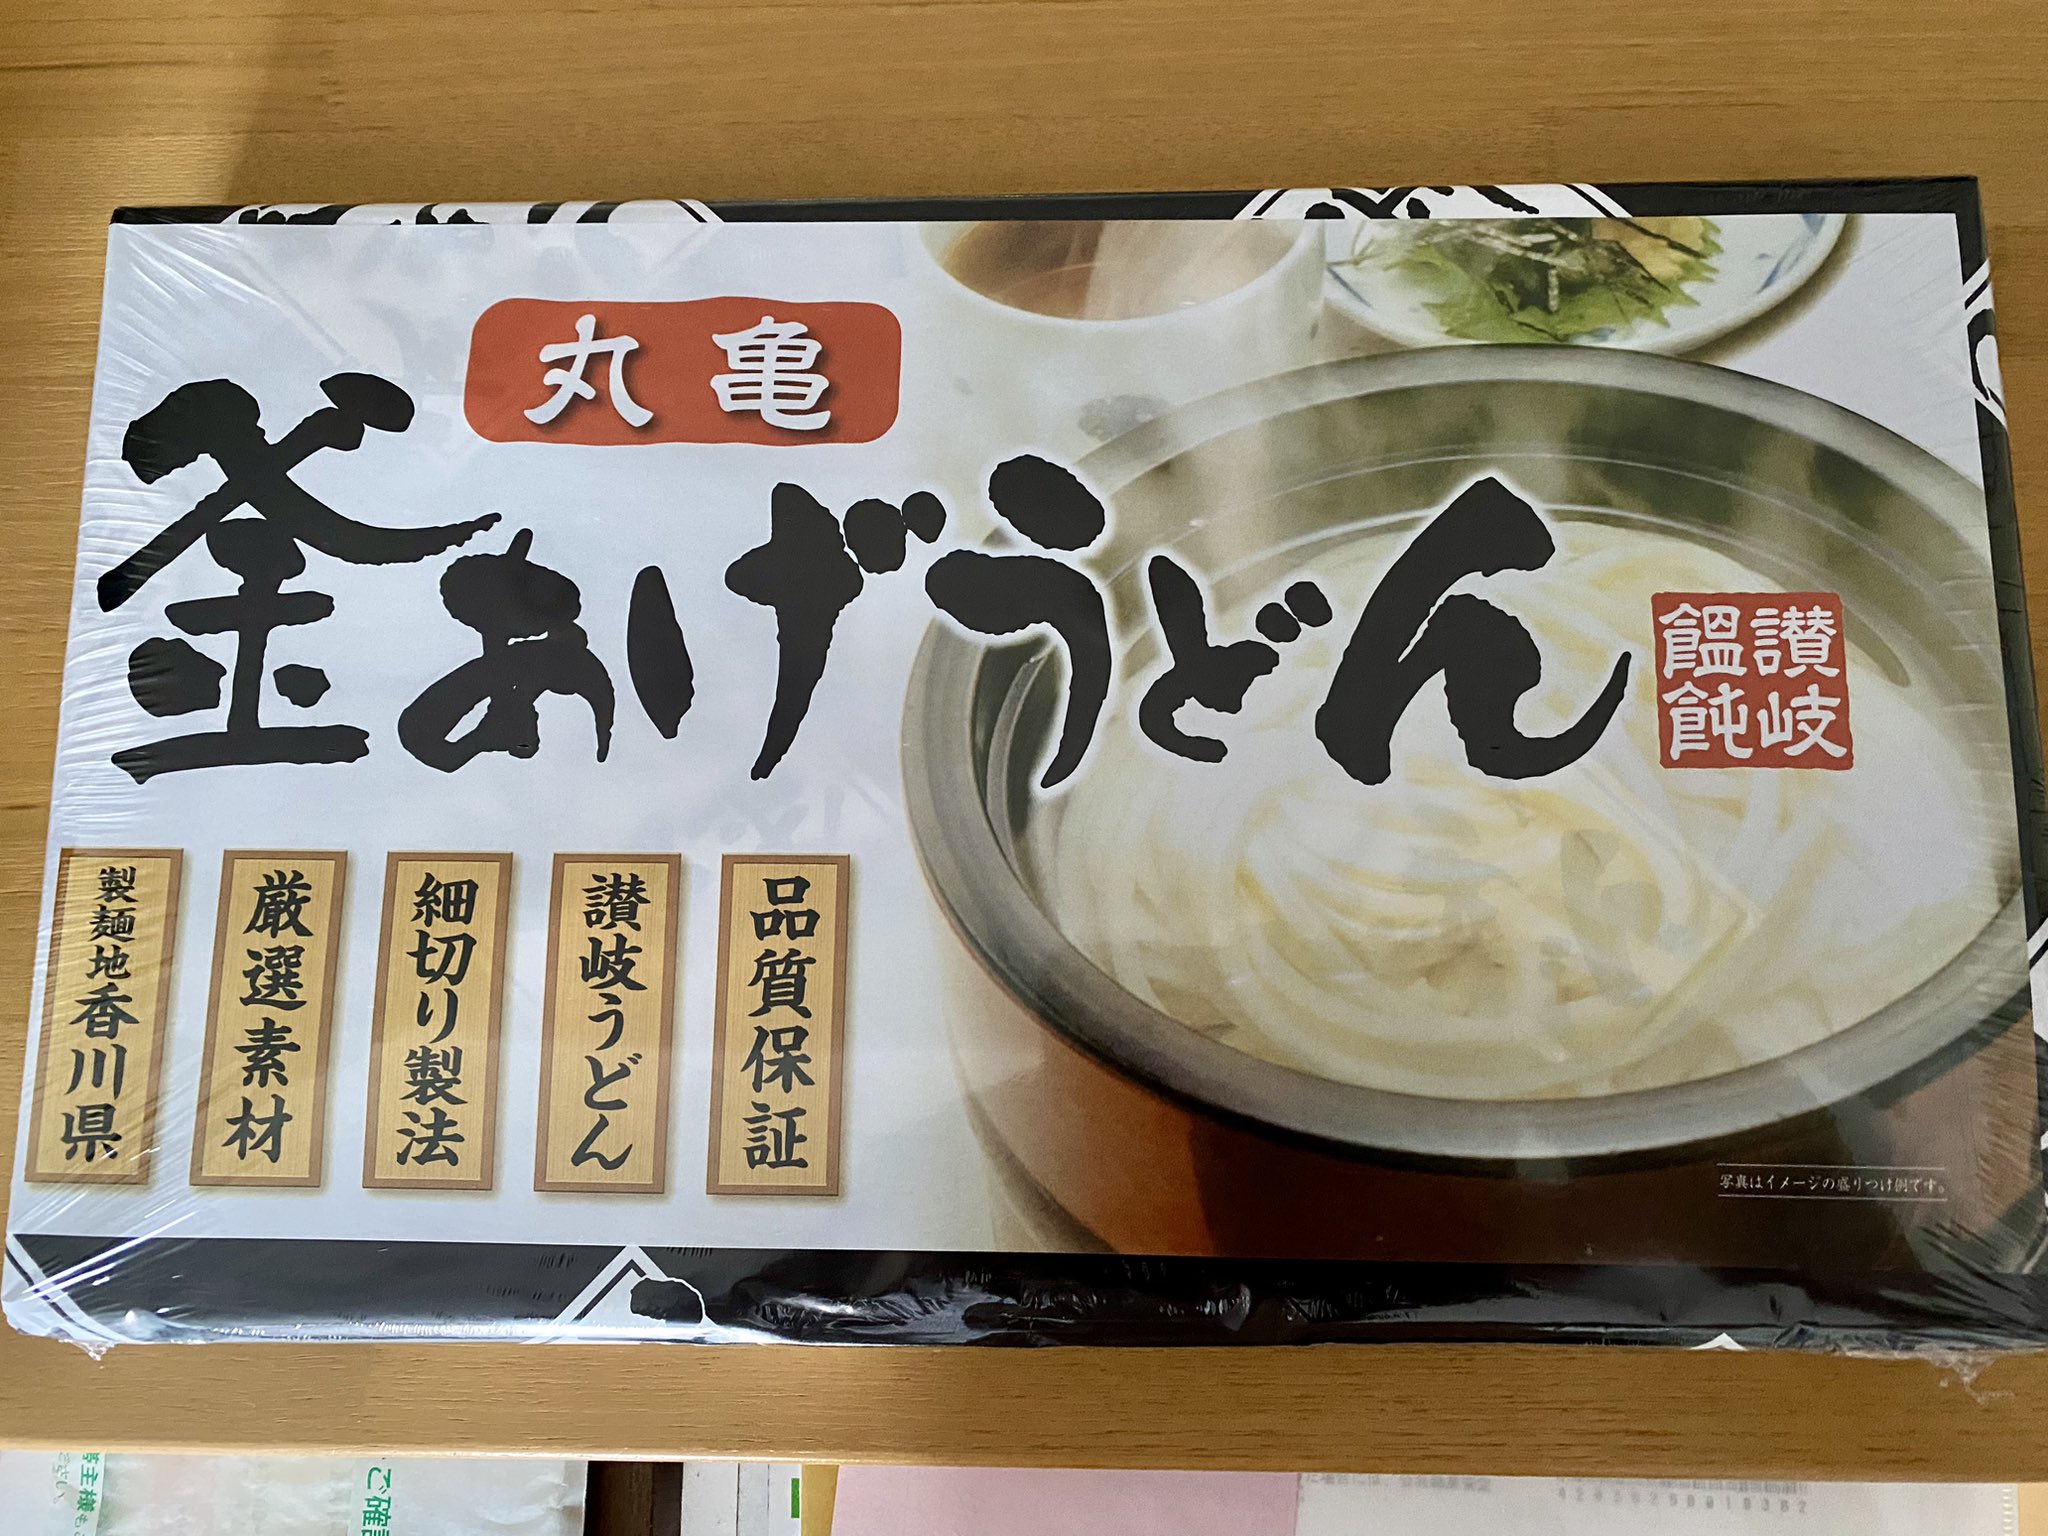 丸亀
釜あげうどん
讃岐
饂飩
製麺地香川県
厳選素材
細切り製法
讃岐うどん
品質保証
写真はイメージの盛りつけ例です。
ご確